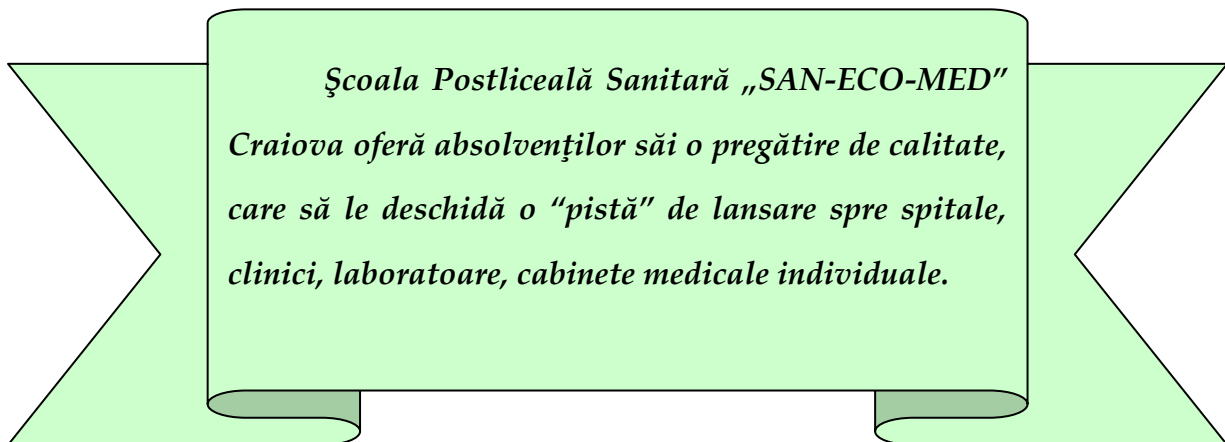 Şcoala Postliceală Sanitară „SAN-ECO-MED”
Craiova oferă absolvenţilor săi o pregătire de calitate,
care să le deschidă o “pistă” de lansare spre spitale,
clinici, laboratoare, cabinete medicale individuale.